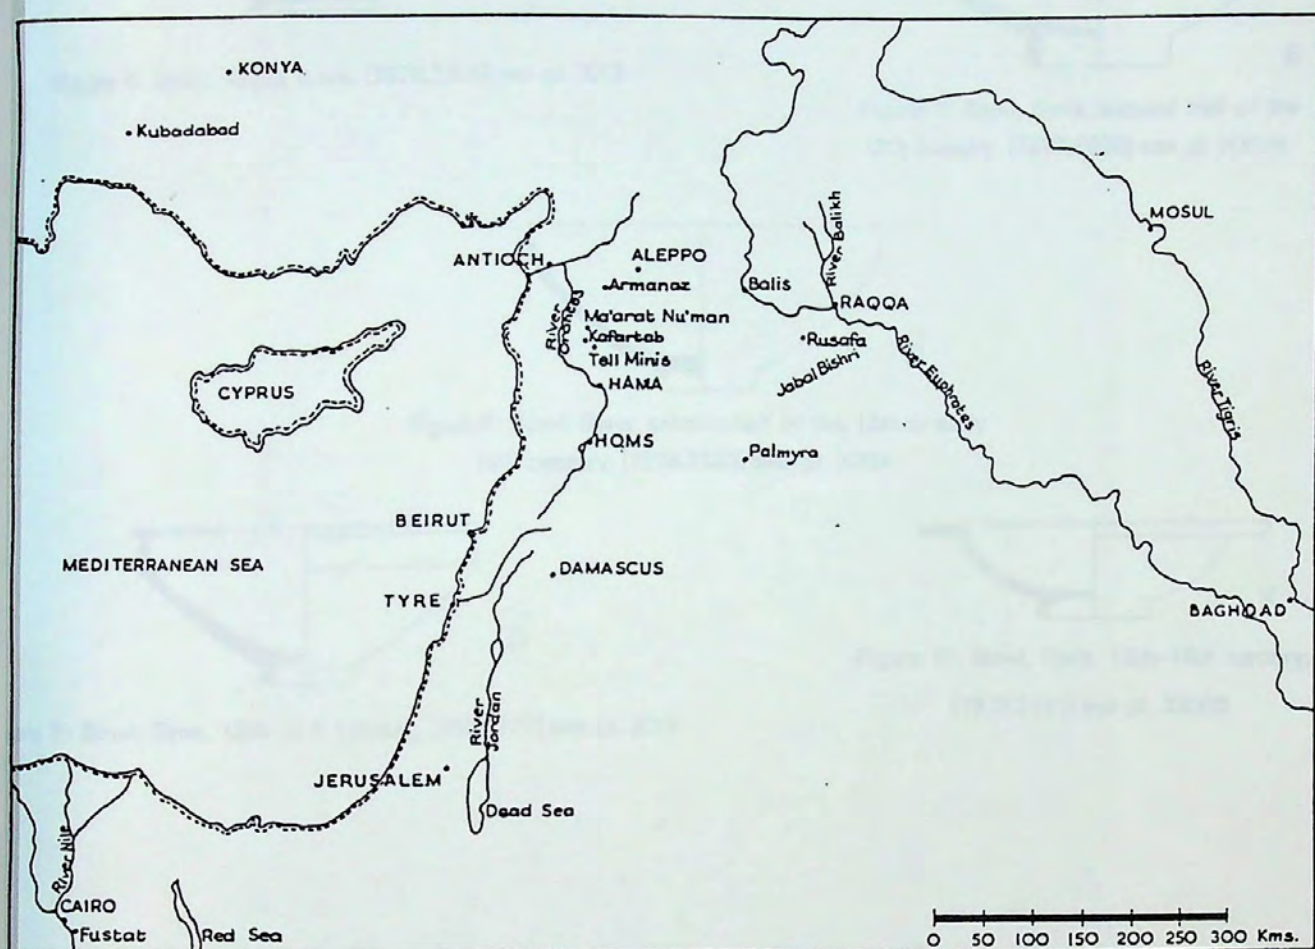 KONYA
Kubadabad
MOSUL
River Balikh
ANTIOCH
ALEPPO
Armanaz
Balis
RAQQA
River Orontes
Ma'arat Nu'man
Kafartab
Tell Minis
Rusafa
Jabal Bishri
River Euphrates
River Tigris
CYPRUS
HAMA
HOMS
Palmyra
BEIRUT
MEDITERRANEAN SEA
DAMASCUS
TYRE
BAGHDAD
River Jordan
JERUSALEM
Dead Sea
River Nile
CAIRO
Fustat
Red Sea
0 50 100 150 200 250 300 Kms.